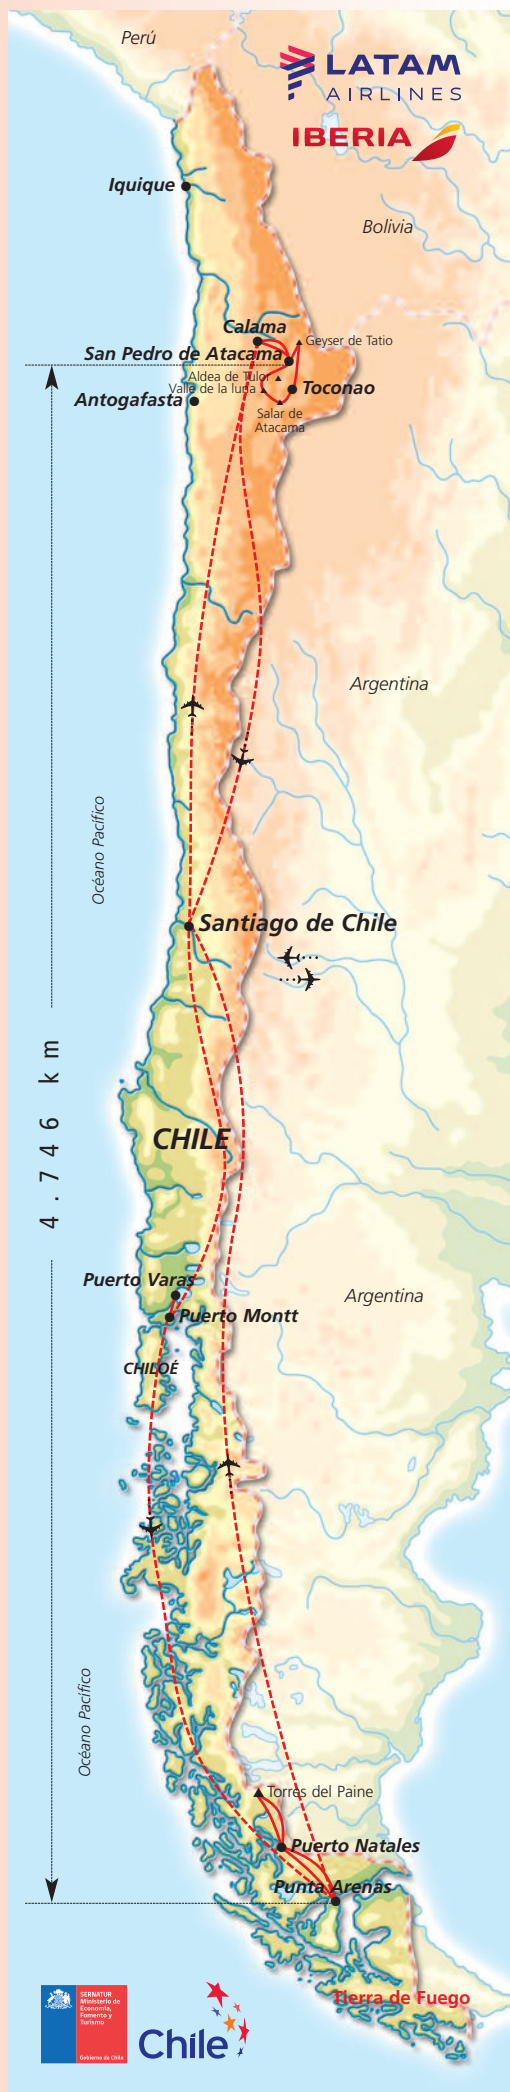 Perú
LATAM
AIRLINES
IBERIA
Iquique
Bolivia
Calama
Geyser de Tatio
San Pedro de Atacama
Aldea de Tulor
Valle de la luna
Toconao
Antogafasta
Salar de
Atacama
Argentina
Océano Pacífico
Santiago de Chile
4.746 km
CHILE
Puerto Varas
Argentina
Puerto Montt
CHILOÉ
Océano Pacífico
Torres del Paine
Puerto Natales
Punta Arenas
Tierra de Fuego
SERNATUR
Ministerio de
Economía,
Fomento y
Turismo
Gobierno de Chile
Chile